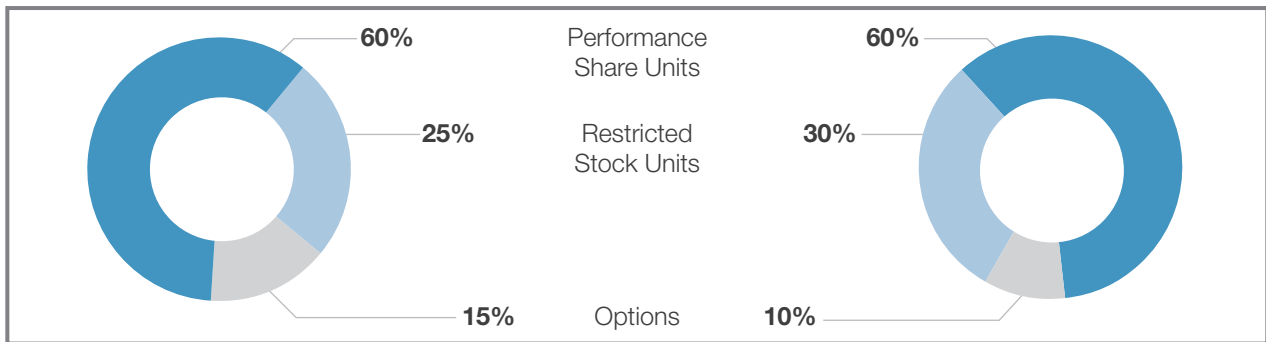 60% Performance 60%
Share Units
25% Restricted 30%
Stock Units
15% Options 10%